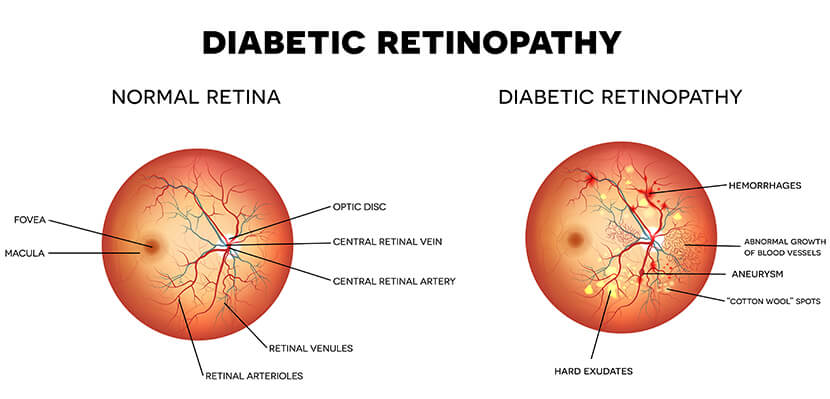 DIABETIC RETINOPATHY
NORMAL RETINA
FOVEA
MACULA
OPTIC DISC
CENTRAL RETINAL VEIN
CENTRAL RETINAL ARTERY
RETINAL VENULES
RETINAL ARTERIOLES
DIABETIC RETINOPATHY
HEMORRHAGES
ABNORMAL GROWTH
OF BLOOD VESSELS
ANEURYSM
"COTTON WOOL" SPOTS
HARD EXUDATES